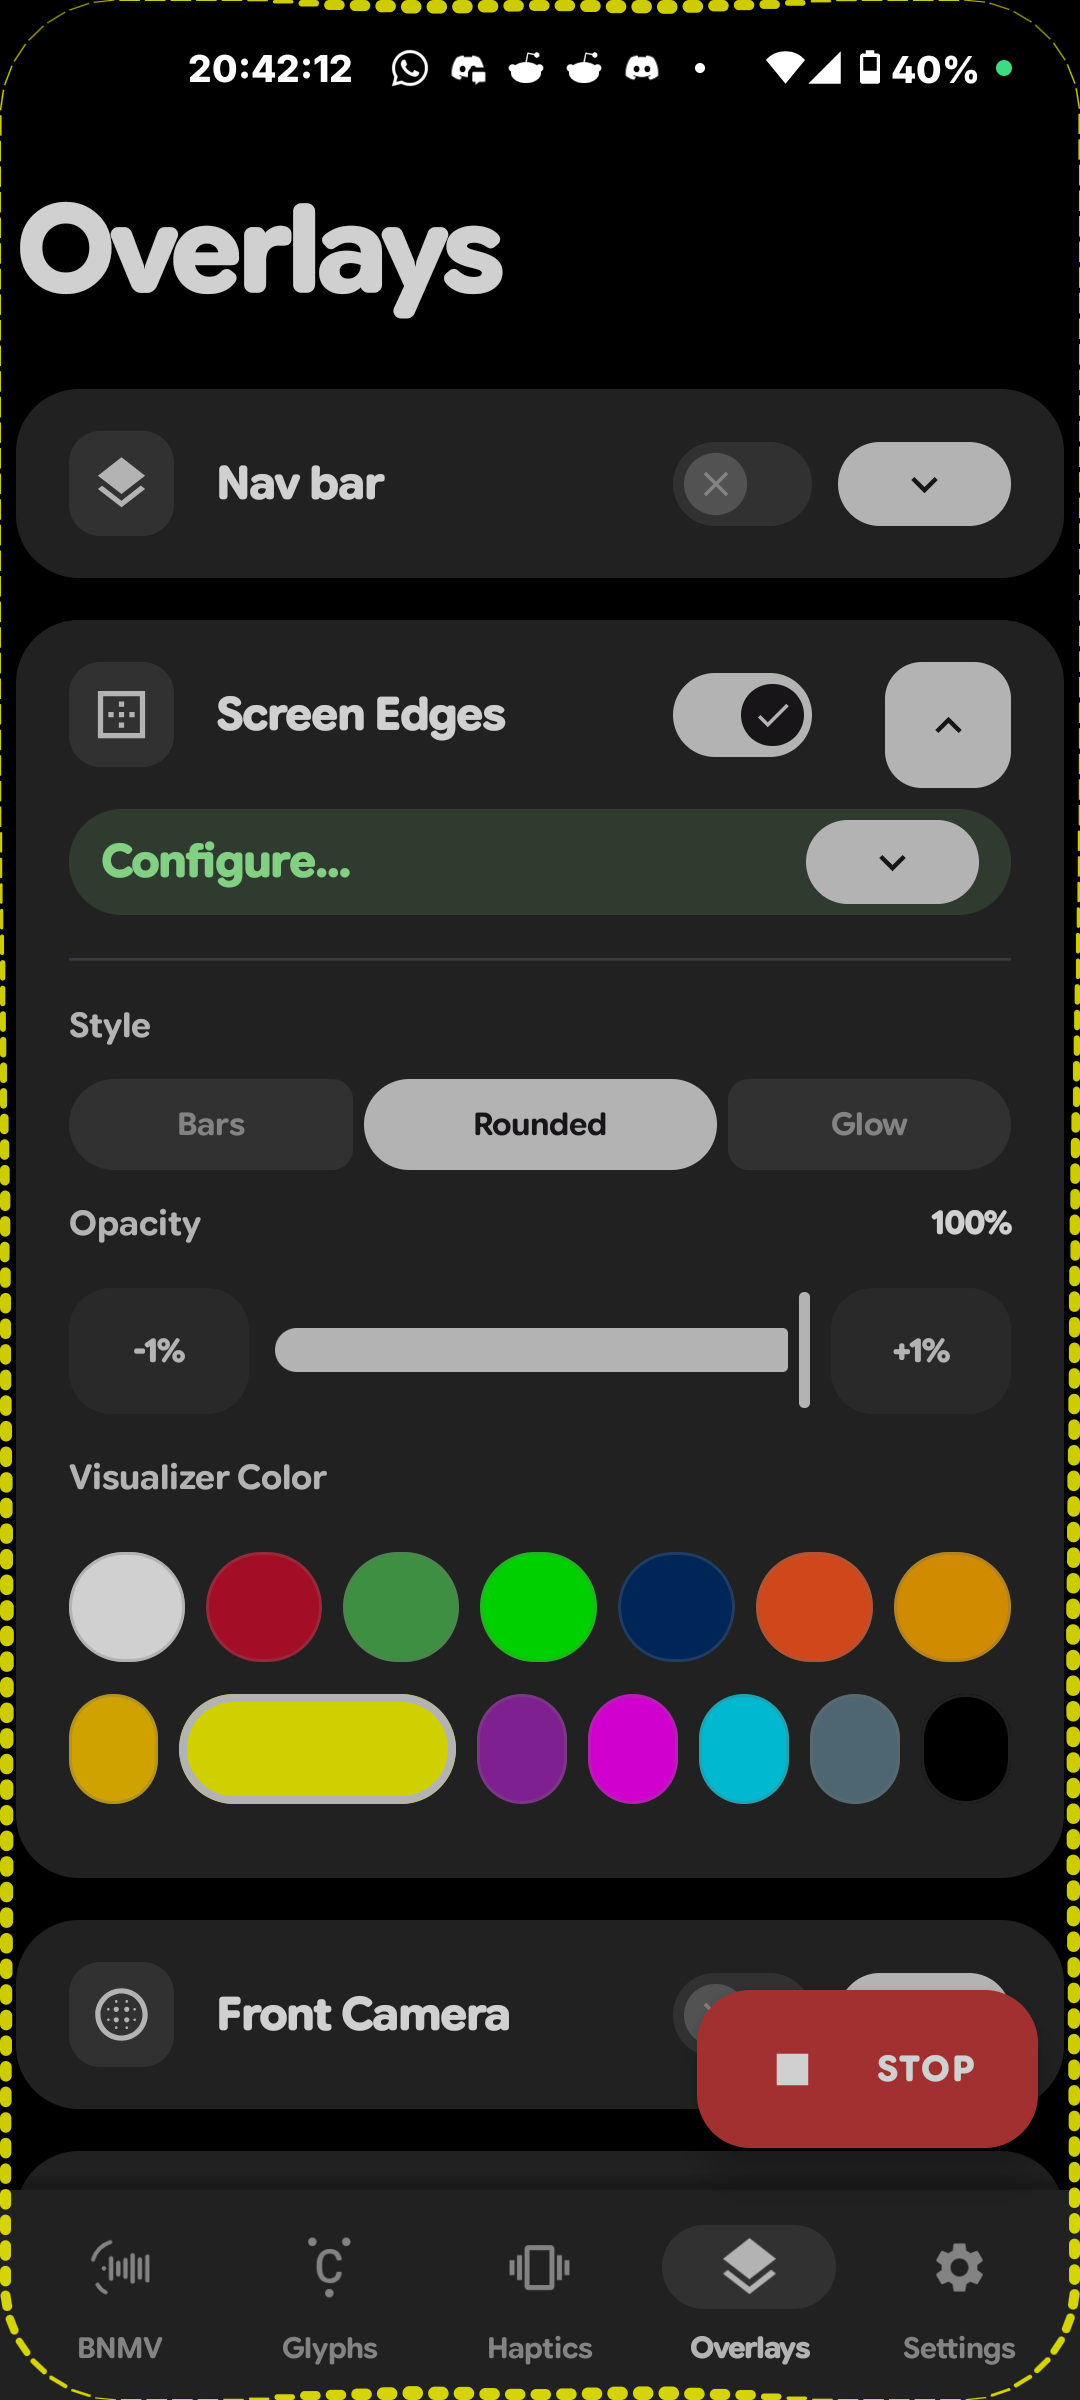 20:42:12
40%
Overlays
Nav bar
Screen Edges
Configure...
Style
Bars
Rounded
Glow
Opacity
100%
-1%
+1%
Visualizer Color
Front Camera
STOP
BNMV
Glyphs
Haptics
Overlays
Settings